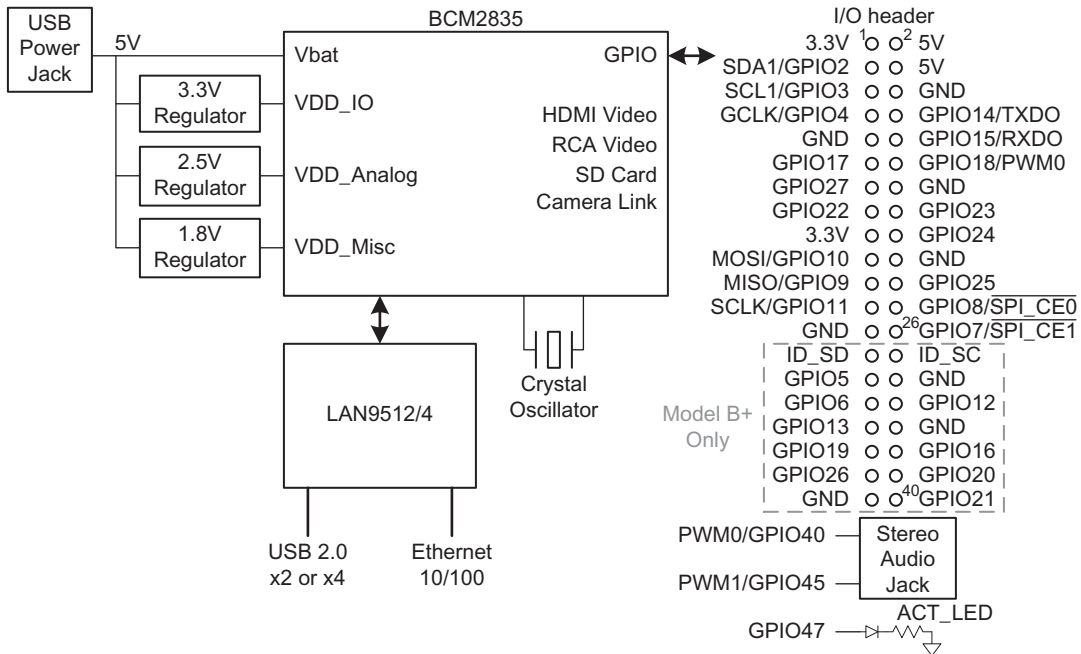 USB
Power
Jack
5V
3.3V
Regulator
2.5V
Regulator
1.8V
Regulator
BCM2835
Vbat
GPIO
VDD_IO
HDMI Video
RCA Video
VDD_Analog
SD Card
Camera Link
VDD_Misc
Crystal
Oscillator
LAN9512/4
USB 2.0
x2 or x4
Ethernet
10/100
I/O header
3.3V 1 2 5V
SDA1/GPIO2 5V
SCL1/GPIO3 GND
GCLK/GPIO4 GPIO14/TXDO
GND GPIO15/RXDO
GPIO17 GPIO18/PWM0
GPIO27 GND
GPIO22 GPIO23
3.3V GPIO24
MOSI/GPIO10 GND
MISO/GPIO9 GPIO25
SCLK/GPIO11 GPIO8/SPI_CE0
GND 26 GPIO7/SPI_CE1
ID_SD ID_SC
GPIO5 GND
GPIO6 GPIO12
GPIO13 GND
GPIO19 GPIO16
GPIO26 GPIO20
GND 40 GPIO21
Model B+
Only
PWM0/GPIO40
PWM1/GPIO45
Stereo
Audio
Jack
ACT_LED
GPIO47